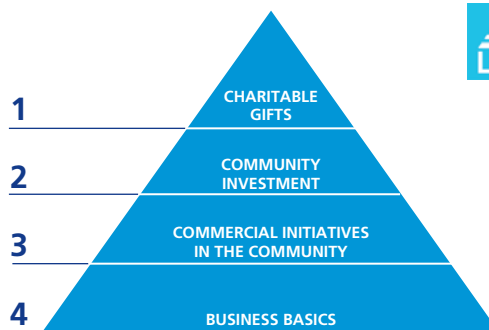 1
CHARITABLE
GIFTS
2
COMMUNITY
INVESTMENT
3
COMMERCIAL INITIATIVES
IN THE COMMUNITY
4
BUSINESS BASICS